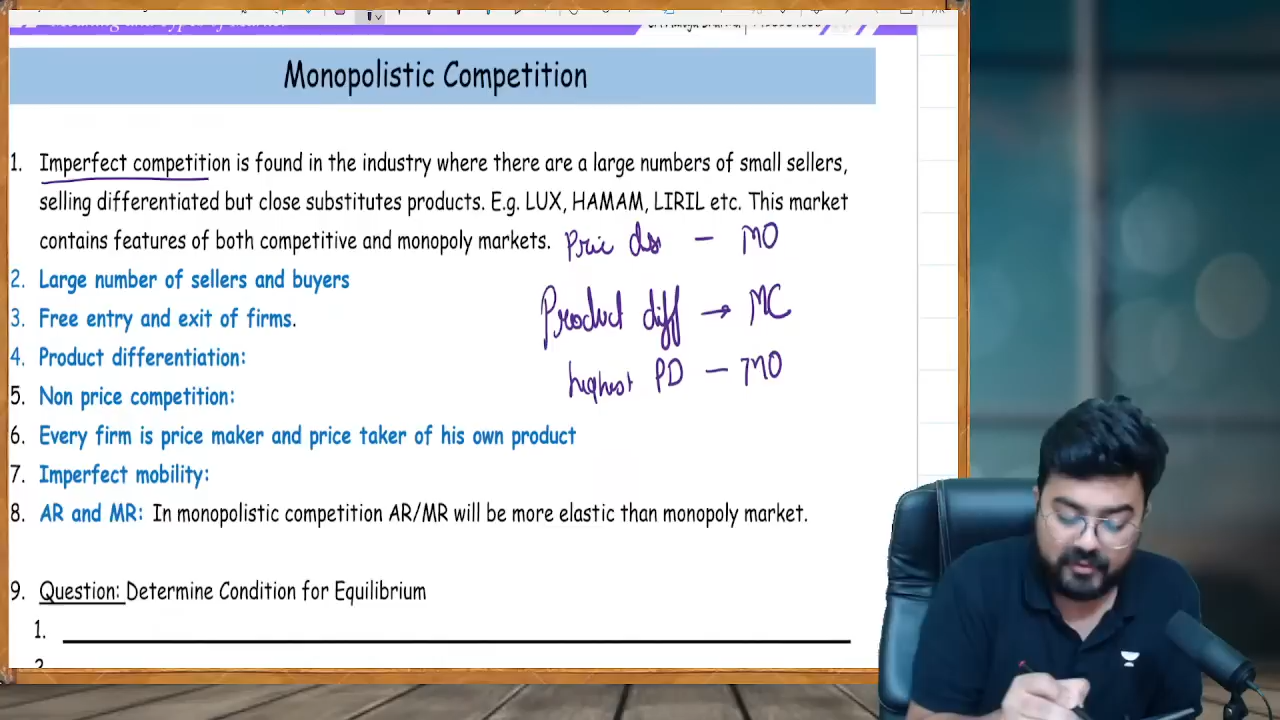 Monopolistic Competition
1. Imperfect competition is found in the industry where there are a large numbers of small sellers,
selling differentiated but close substitutes products. E.g. LUX, HAMAM, LIRIL etc. This market
contains features of both competitive and monopoly markets. Pric dis – MO
2. Large number of sellers and buyers
Product diff → MC
3. Free entry and exit of firms.
4. Product differentiation:
highest PD – MO
5. Non price competition:
6. Every firm is price maker and price taker of his own product
7. Imperfect mobility:
8. AR and MR: In monopolistic competition AR/MR will be more elastic than monopoly market.
9. Question: Determine Condition for Equilibrium
1.